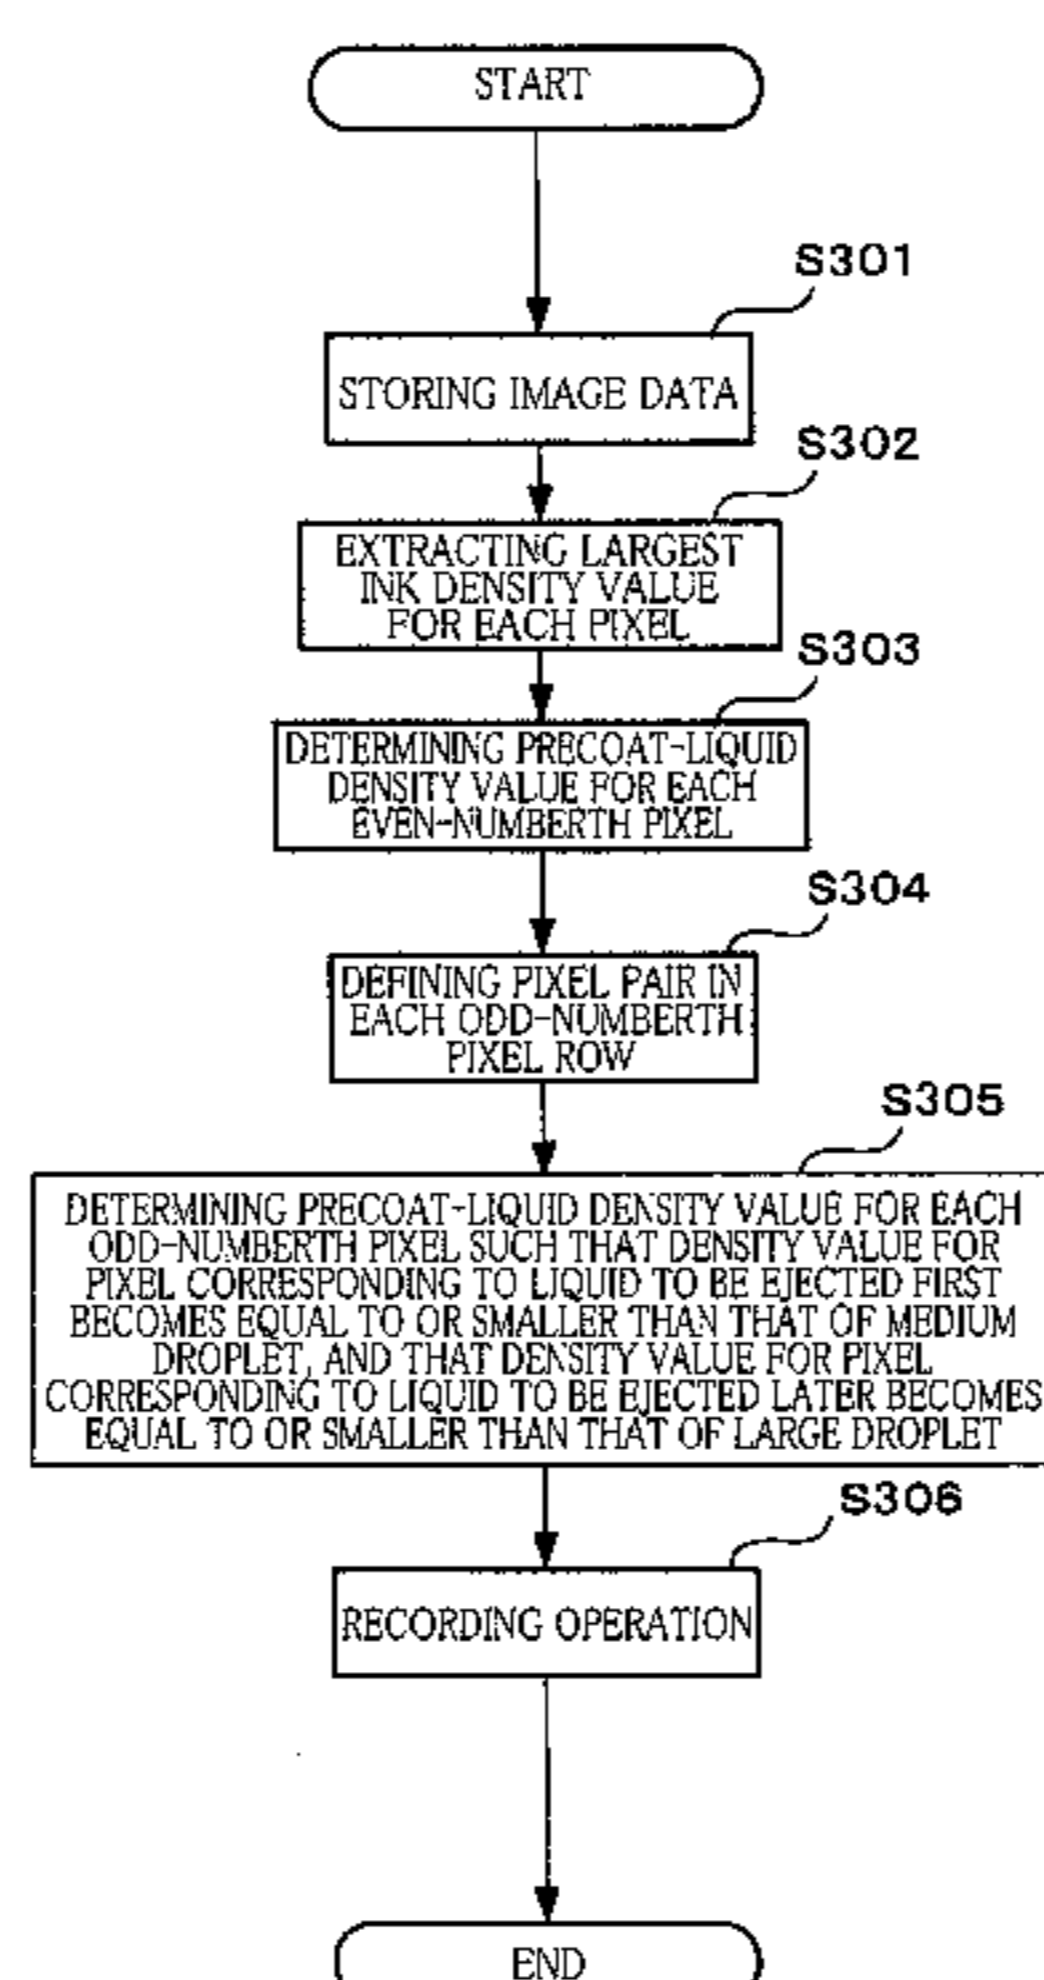 START
S301
STORING IMAGE DATA
S302
EXTRACTING LARGEST
INK DENSITY VALUE
FOR EACH PIXEL
S303
DETERMINING PRECOAT-LIQUID
DENSITY VALUE FOR EACH
EVEN-NUMBERTH PIXEL
S304
DEFINING PIXEL PAIR IN
EACH ODD-NUMBERTH
PIXEL ROW
S305
DETERMINING PRECOAT-LIQUID DENSITY VALUE FOR EACH
ODD-NUMBERTH PIXEL SUCH THAT DENSITY VALUE FOR
PIXEL CORRESPONDING TO LIQUID TO BE EJECTED FIRST
BECOMES EQUAL TO OR SMALLER THAN THAT OF MEDIUM
DROPLET, AND THAT DENSITY VALUE FOR PIXEL
CORRESPONDING TO LIQUID TO BE EJECTED LATER BECOMES
EQUAL TO OR SMALLER THAN THAT OF LARGE DROPLET
S306
RECORDING OPERATION
END